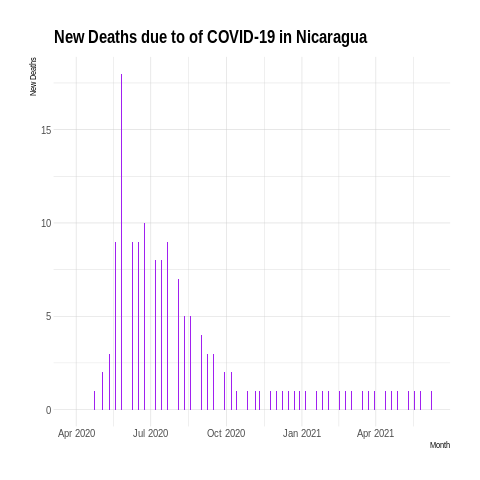 New Deaths due to of COVID-19 in Nicaragua
New Deaths
15
10
5
0
Apr 2020 Jul 2020 Oct 2020 Jan 2021 Apr 2021
Month